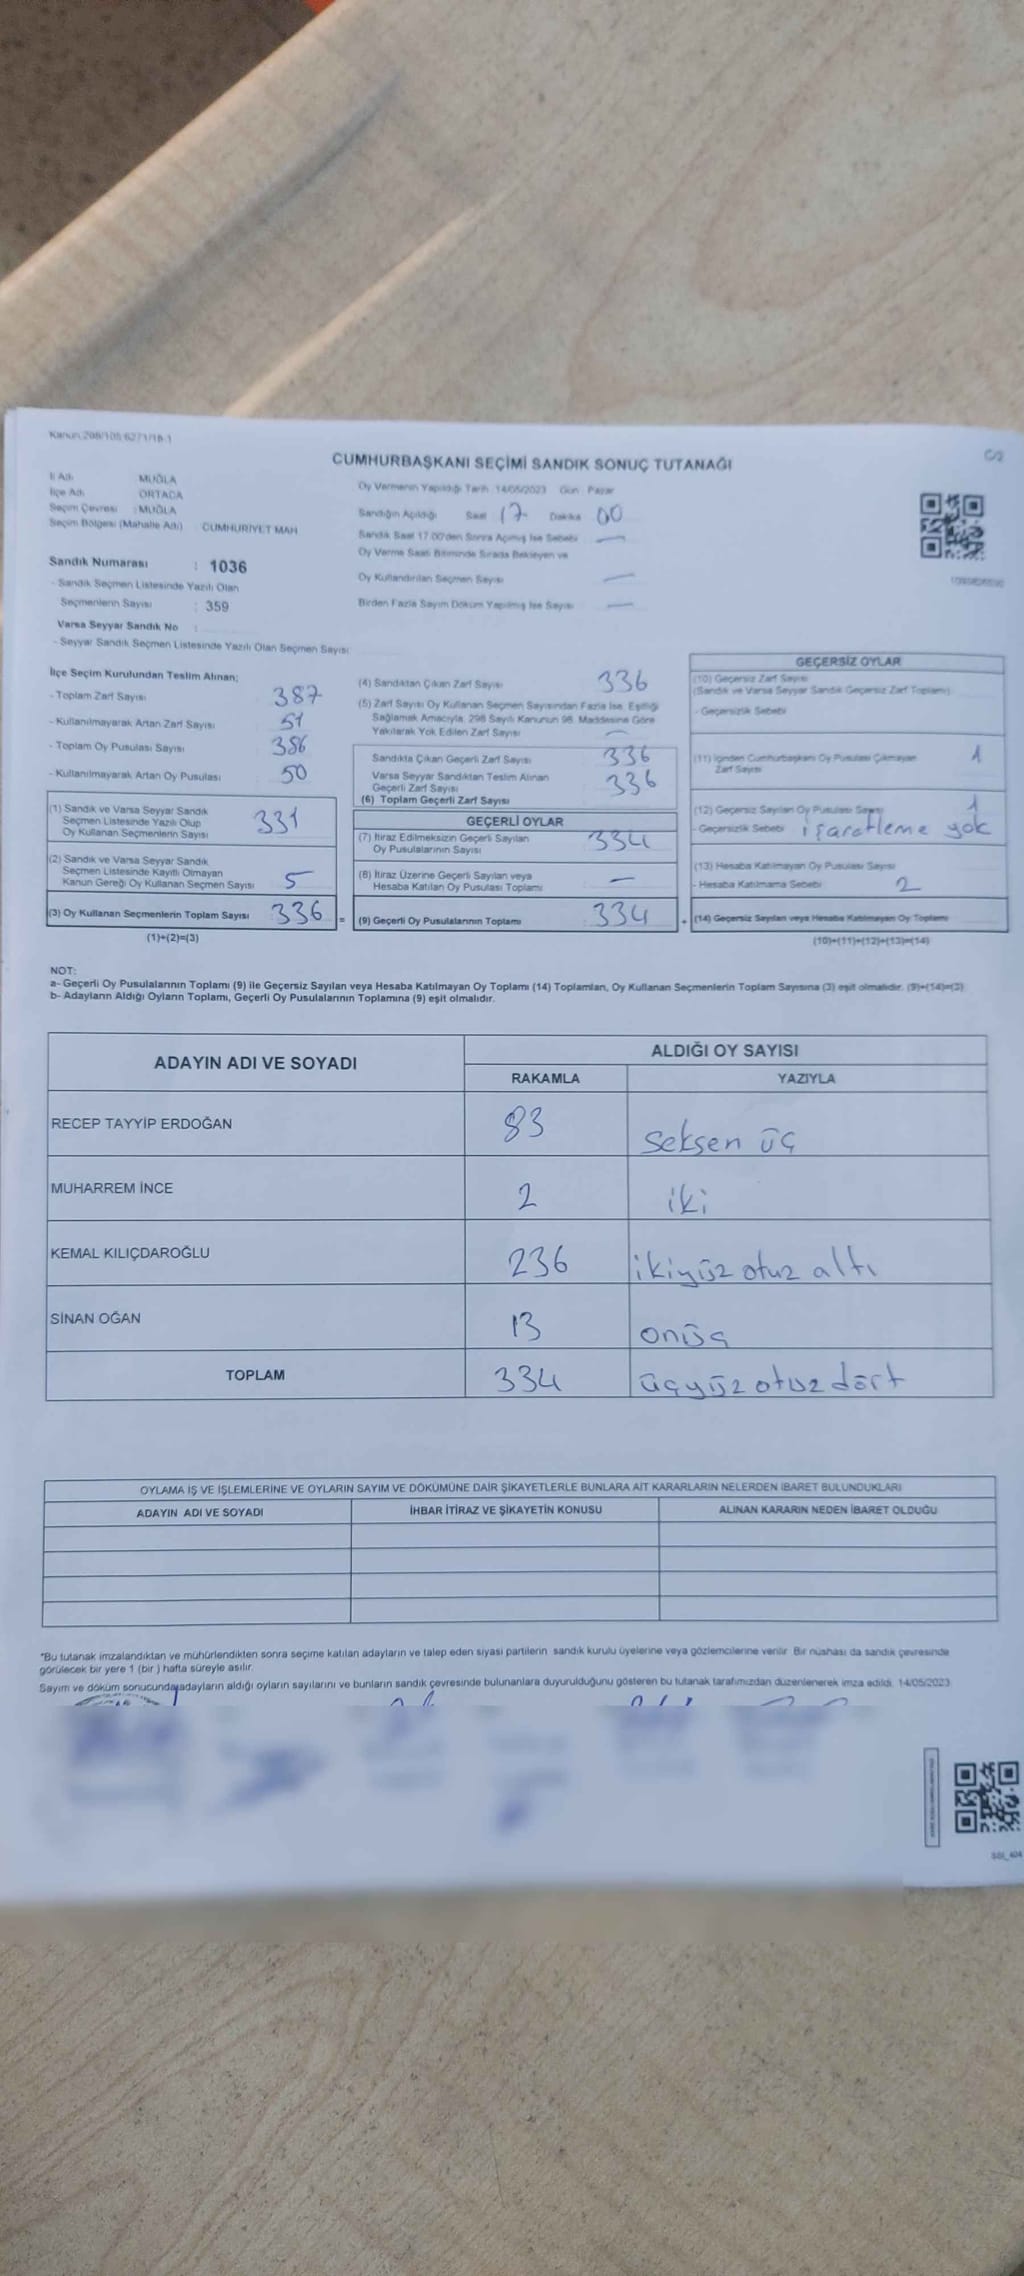 Kanun:298/105;6271/18-1
C/2
CUMHURBAŞKANI SEÇİMİ SANDIK SONUÇ TUTANAĞI
İl Adı : MUĞLA
İlçe Adı : ORTACA
Seçim Çevresi : MUĞLA
Seçim Bölgesi (Mahalle Adı) : CUMHURİYET MAH
Sandık Numarası : 1036
- Sandık Seçmen Listesinde Yazılı Olan
Seçmenlerin Sayısı : 359
Varsa Seyyar Sandık No :
- Seyyar Sandık Seçmen Listesinde Yazılı Olan Seçmen Sayısı:
Oy Vermenin Yapıldığı Tarih: 14/05/2023 Gün: Pazar
Sandığın Açıldığı Saat 17 Dakika 00
Sandık Saat 17.00'den Sonra Açılmış İse Sebebi —
Oy Verme Saati Bitiminde Sırada Bekleyen ve
Oy Kullandırılan Seçmen Sayısı —
Birden Fazla Sayım Döküm Yapılmış İse Sayısı —
İlçe Seçim Kurulundan Teslim Alınan;
- Toplam Zarf Sayısı 387
- Kullanılmayarak Artan Zarf Sayısı 51
- Toplam Oy Pusulası Sayısı 386
- Kullanılmayarak Artan Oy Pusulası 50
(1) Sandık ve Varsa Seyyar Sandık
Seçmen Listesinde Yazılı Olup
Oy Kullanan Seçmenlerin Sayısı 331
(2) Sandık ve Varsa Seyyar Sandık
Seçmen Listesinde Kayıtlı Olmayan
Kanun Gereği Oy Kullanan Seçmen Sayısı 5
(3) Oy Kullanan Seçmenlerin Toplam Sayısı 336 =
(1)+(2)=(3)
(4) Sandıktan Çıkan Zarf Sayısı 336
(5) Zarf Sayısı Oy Kullanan Seçmen Sayısından Fazla İse, Eşitliği
Sağlamak Amacıyla, 298 Sayılı Kanunun 98. Maddesine Göre
Yakılarak Yok Edilen Zarf Sayısı —
Sandıkta Çıkan Geçerli Zarf Sayısı 336
Varsa Seyyar Sandıktan Teslim Alınan
Geçerli Zarf Sayısı 336
(6) Toplam Geçerli Zarf Sayısı
GEÇERLİ OYLAR
(7) İtiraz Edilmeksizin Geçerli Sayılan
Oy Pusulalarının Sayısı 334
(8) İtiraz Üzerine Geçerli Sayılan veya
Hesaba Katılan Oy Pusulası Toplamı —
(9) Geçerli Oy Pusulalarının Toplamı 334 +
GEÇERSİZ OYLAR
(10) Geçersiz Zarf Sayısı
(Sandık ve Varsa Seyyar Sandık Geçersiz Zarf Toplamı)
- Geçersizlik Sebebi
(11) İçinden Cumhurbaşkanı Oy Pusulası Çıkmayan 1
Zarf Sayısı
(12) Geçersiz Sayılan Oy Pusulası Sayısı 1
- Geçersizlik Sebebi işaretleme yok
(13) Hesaba Katılmayan Oy Pusulası Sayısı
- Hesaba Katılmama Sebebi 2
(14) Geçersiz Sayılan veya Hesaba Katılmayan Oy Toplamı
(10)+(11)+(12)+(13)=(14)
NOT:
a- Geçerli Oy Pusulalarının Toplamı (9) ile Geçersiz Sayılan veya Hesaba Katılmayan Oy Toplamı (14) Toplamları, Oy Kullanan Seçmenlerin Toplam Sayısına (3) eşit olmalıdır. (9)+(14)=(3)
b- Adayların Aldığı Oyların Toplamı, Geçerli Oy Pusulalarının Toplamına (9) eşit olmalıdır.
ADAYIN ADI VE SOYADI
ALDIĞI OY SAYISI
RAKAMLA YAZIYLA
RECEP TAYYİP ERDOĞAN 83 seksen üç
MUHARREM İNCE 2 iki
KEMAL KILIÇDAROĞLU 236 ikiyüz otuz altı
SİNAN OĞAN 13 onüç
TOPLAM 334 üçyüz otuz dört
OYLAMA İŞ VE İŞLEMLERİNE VE OYLARIN SAYIM VE DÖKÜMÜNE DAİR ŞİKAYETLERLE BUNLARA AİT KARARLARIN NELERDEN İBARET BULUNDUKLARI
ADAYIN ADI VE SOYADI İHBAR İTİRAZ VE ŞİKAYETİN KONUSU ALINAN KARARIN NEDEN İBARET OLDUĞU
*Bu tutanak imzalandıktan ve mühürlendikten sonra seçime katılan adayların ve talep eden siyasi partilerin sandık kurulu üyelerine veya gözlemcilerine verilir. Bir nüshası da sandık çevresinde
görülecek bir yere 1 (bir) hafta süreyle asılır.
Sayım ve döküm sonucunda adayların aldığı oyların sayılarını ve bunların sandık çevresinde bulunanlara duyurulduğunu gösteren bu tutanak tarafımızdan düzenlenerek imza edildi. 14/05/2023